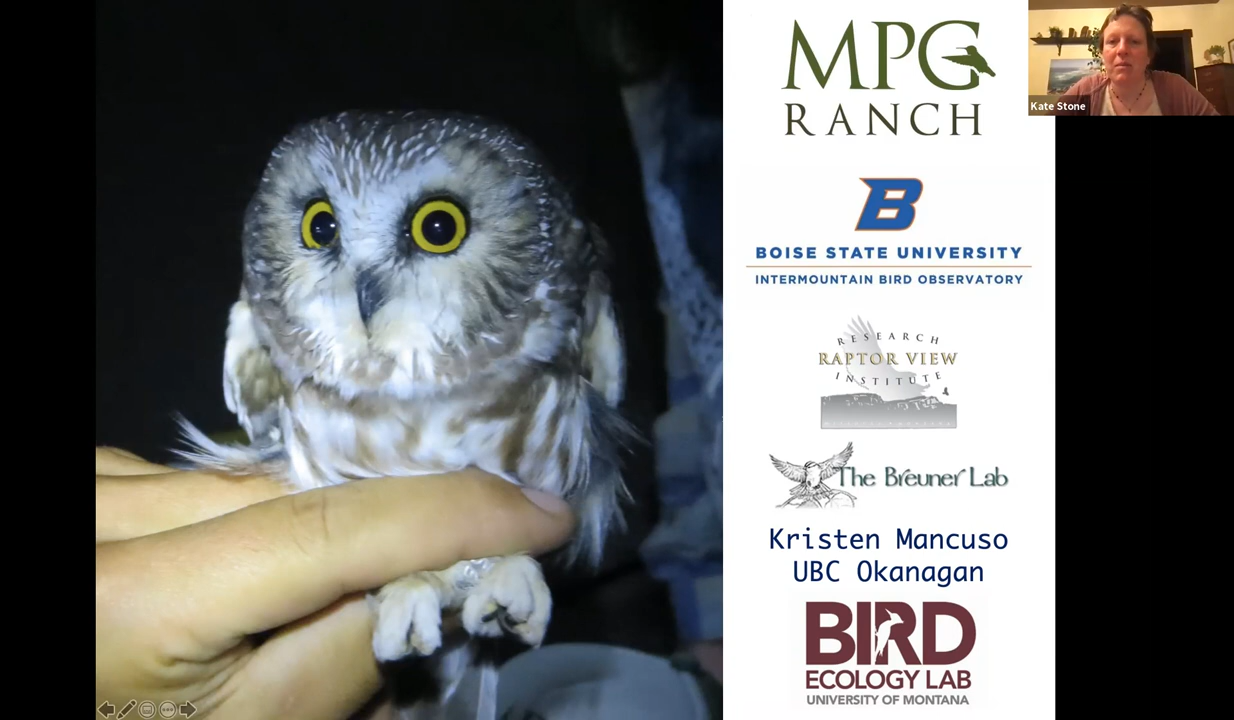 MPG
RANCH
Kate Stone
B
BOISE STATE UNIVERSITY
INTERMOUNTAIN BIRD OBSERVATORY
RESEARCH
RAPTOR VIEW
INSTITUTE
The Breuner Lab
Kristen Mancuso
UBC Okanagan
BIRD
ECOLOGY LAB
UNIVERSITY OF MONTANA